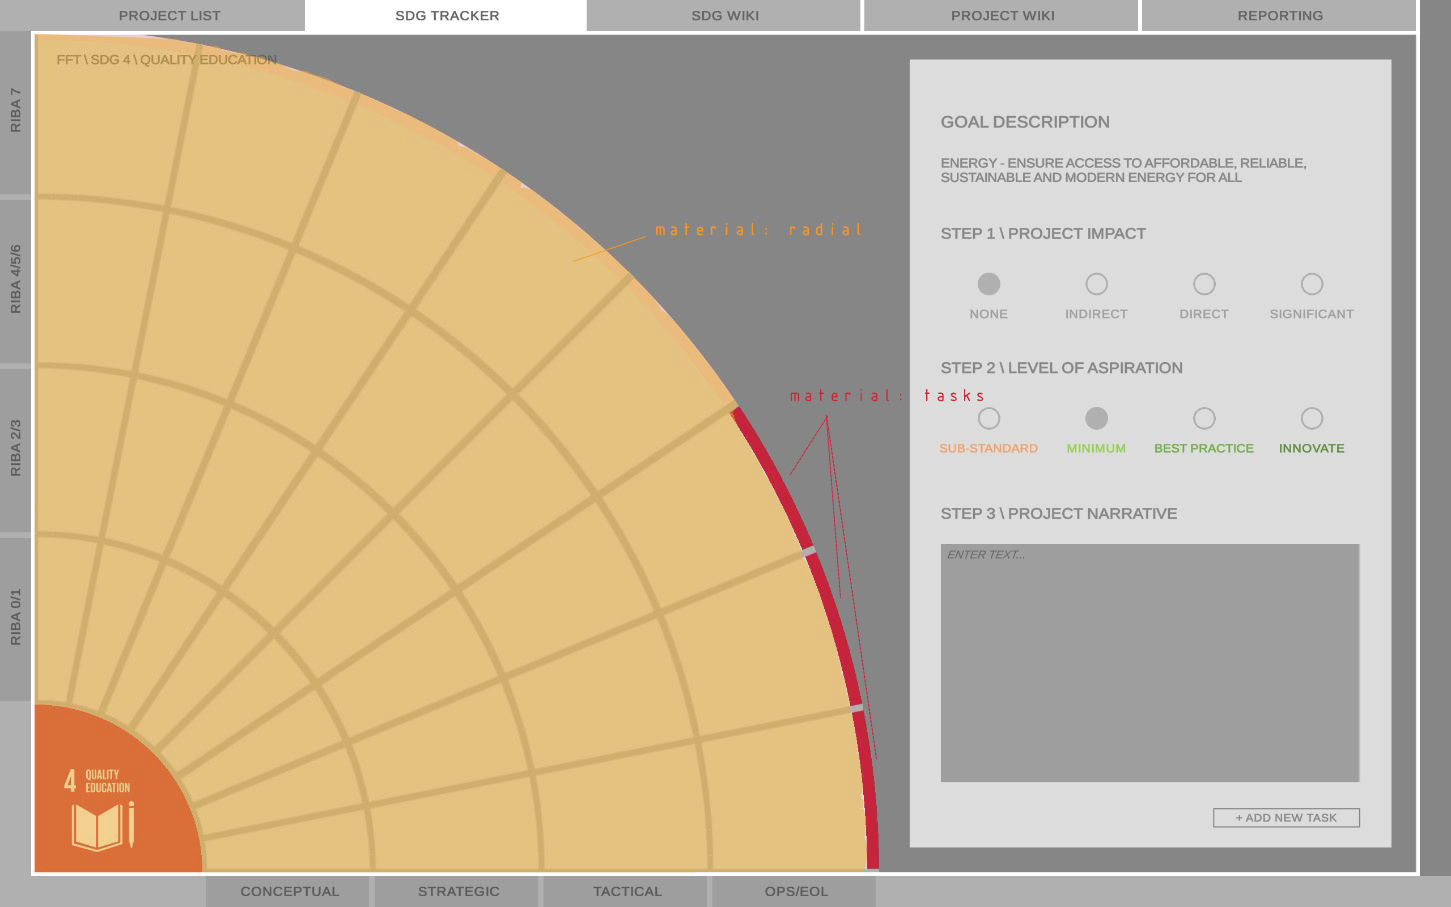 PROJECT LIST
SDG TRACKER
SDG WIKI
PROJECT WIKI
REPORTING
RIBA 7
RIBA 4/5/6
RIBA 2/3
RIBA 0/1
FFT \ SDG 4 \ QUALITY EDUCATION
material: radial
material: tasks
4 QUALITY
EDUCATION
GOAL DESCRIPTION
ENERGY - ENSURE ACCESS TO AFFORDABLE, RELIABLE,
SUSTAINABLE AND MODERN ENERGY FOR ALL
STEP 1 \ PROJECT IMPACT
NONE
INDIRECT
DIRECT
SIGNIFICANT
STEP 2 \ LEVEL OF ASPIRATION
SUB-STANDARD
MINIMUM
BEST PRACTICE
INNOVATE
STEP 3 \ PROJECT NARRATIVE
ENTER TEXT...
+ ADD NEW TASK
CONCEPTUAL
STRATEGIC
TACTICAL
OPS/EOL